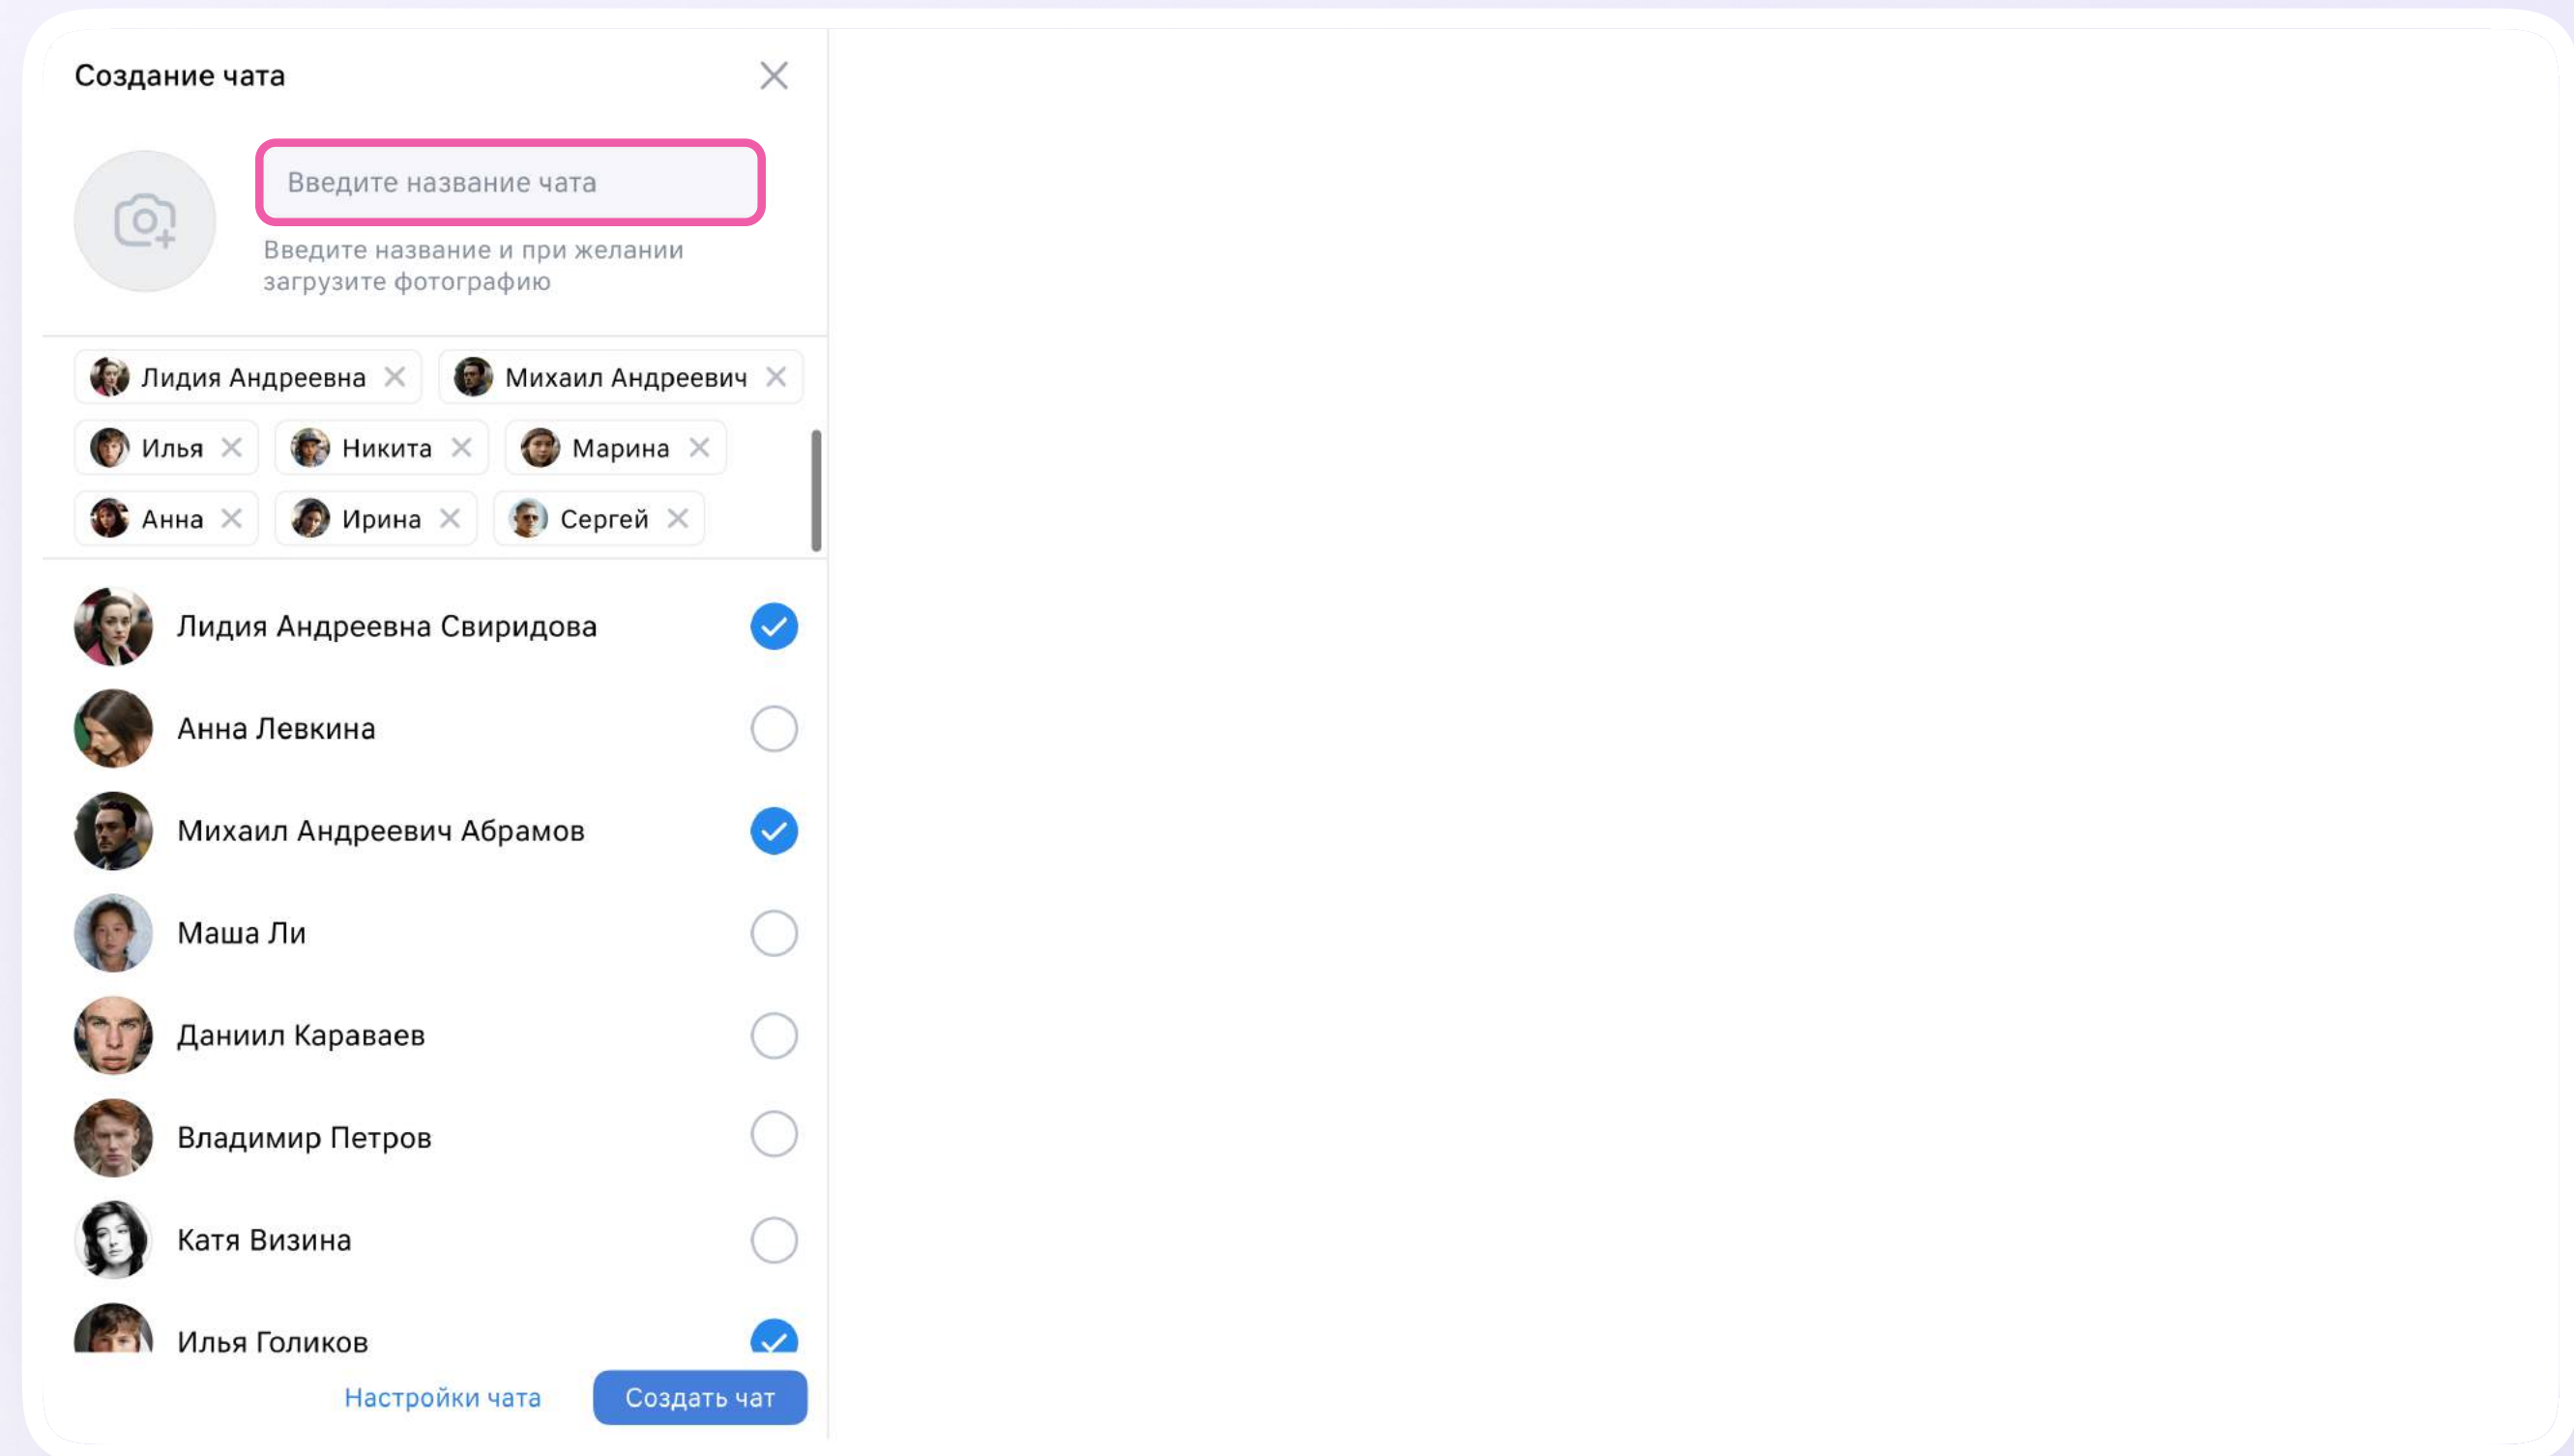 Создание чата
Введите название чата
Введите название и при желании
загрузите фотографию
Лидия Андреевна Михаил Андреевич
Илья Никита Марина
Анна Ирина Сергей
Лидия Андреевна Свиридова
Анна Левкина
Михаил Андреевич Абрамов
Маша Ли
Даниил Караваев
Владимир Петров
Катя Визина
Илья Голиков
Настройки чата Создать чат